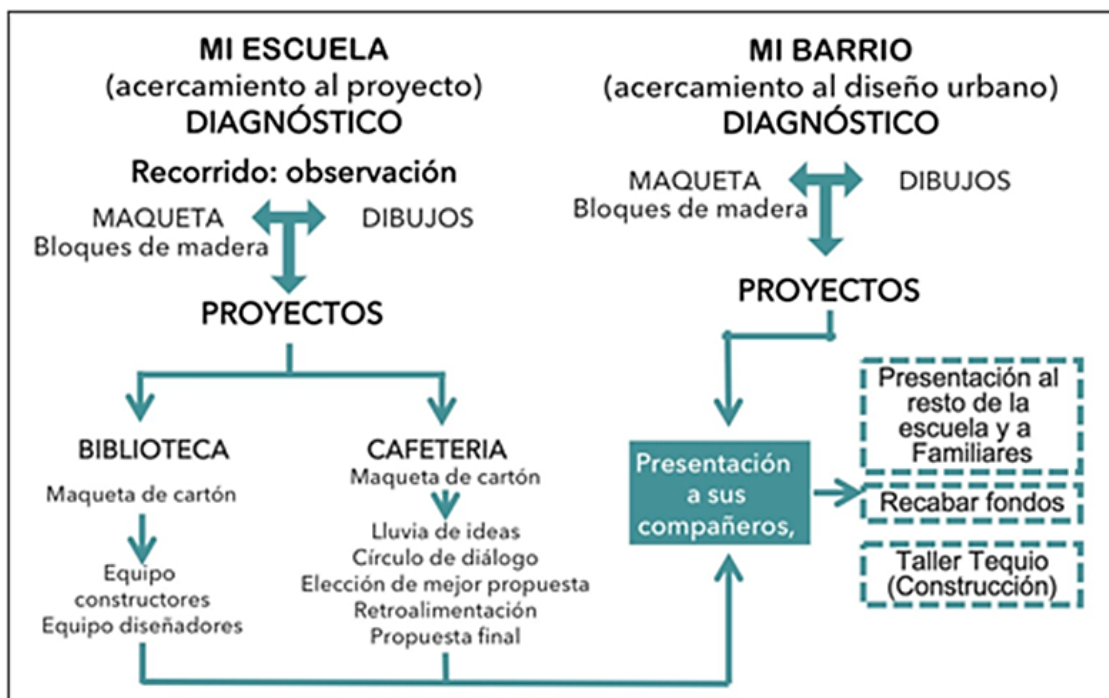 MI ESCUELA
(acercamiento al proyecto)
DIAGNÓSTICO
Recorrido: observación
MAQUETA
Bloques de madera
DIBUJOS
PROYECTOS
BIBLIOTECA
Maqueta de cartón
Equipo
constructores
Equipo diseñadores
CAFETERIA
Maqueta de cartón
Lluvia de ideas
Círculo de diálogo
Elección de mejor propuesta
Retroalimentación
Propuesta final
MI BARRIO
(acercamiento al diseño urbano)
DIAGNÓSTICO
MAQUETA
Bloques de madera
DIBUJOS
PROYECTOS
Presentación
a sus
compañeros,
Presentación al
resto de la
escuela y a
Familiares
Recabar fondos
Taller Tequio
(Construcción)